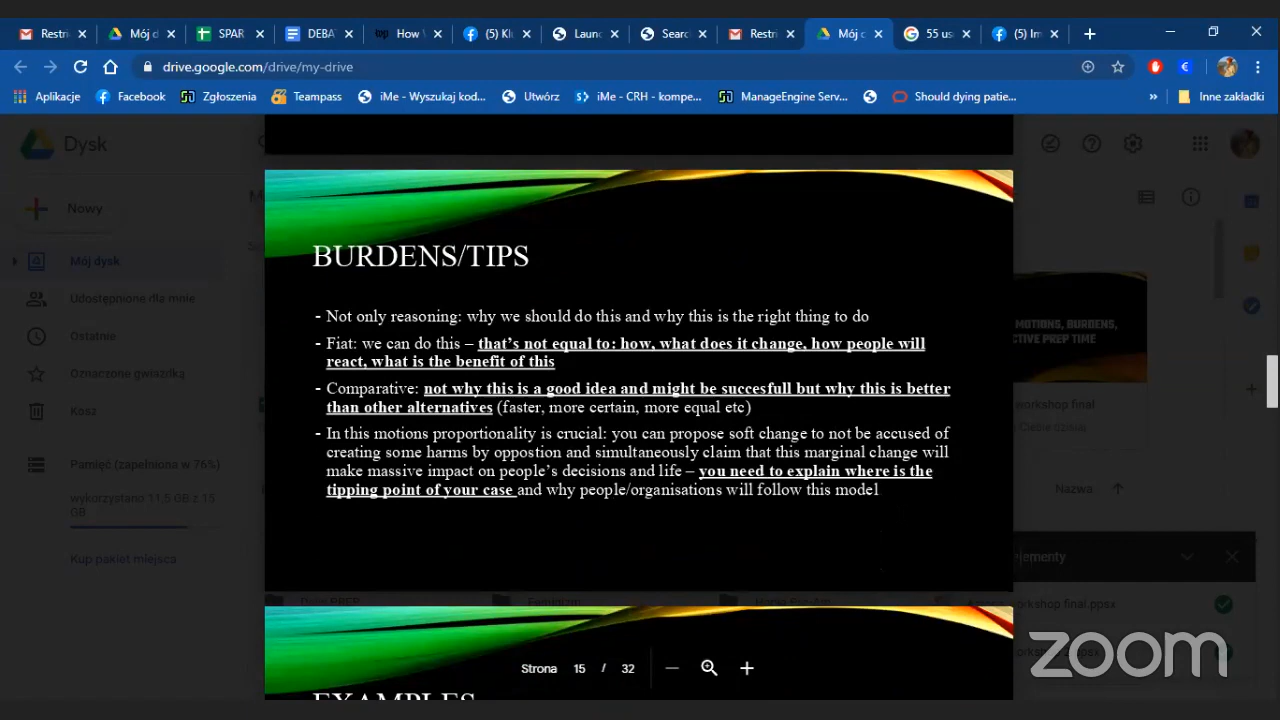 Restri
Mój d
SPAR
DEBAT
How
(5) Kl
Launc
Searc
Restri
Mój d
55 us
(5) Im
drive.google.com/drive/my-drive
Aplikacje
Facebook
Zgłoszenia
Teampass
iMe - Wyszukaj kod...
Utwórz
iMe - CRH - kompe...
ManageEngine Serv...
Should dying patie...
»
Inne zakładki
Dysk
Nowy
Mój dysk
Udostępnione dla mnie
Ostatnie
Oznaczone gwiazdką
Kosz
Pamięć (zapełniona w 76%)
wykorzystano 11,5 GB z 15
GB
Kup pakiet miejsca
BURDENS/TIPS
- Not only reasoning: why we should do this and why this is the right thing to do
- Fiat: we can do this – that’s not equal to: how, what does it change, how people will
react, what is the benefit of this
- Comparative: not why this is a good idea and might be succesfull but why this is better
than other alternatives (faster, more certain, more equal etc)
- In this motions proportionality is crucial: you can propose soft change to not be accused of
creating some harms by oppostion and simultaneously claim that this marginal change will
make massive impact on people’s decisions and life – you need to explain where is the
tipping point of your case and why people/organisations will follow this model
MOTIONS, BURDENS,
CTIVE PREP TIME
workshop final
Nazwa
ementy
orkshop final.ppsx
EXAMPLES
Strona 15 / 32
zoom